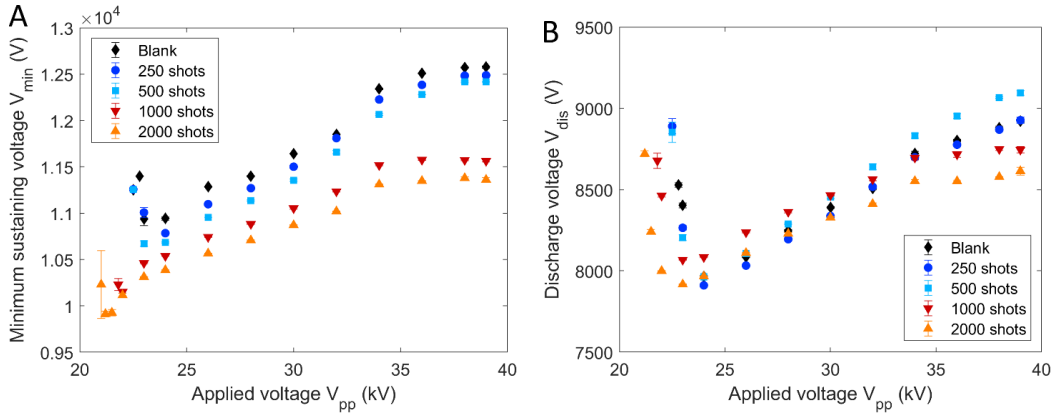 A
×10⁴
1.3
1.25
1.2
1.15
1.1
1.05
1
0.95
Minimum sustaining voltage V_min (V)
Blank
250 shots
500 shots
1000 shots
2000 shots
20 25 30 35 40
Applied voltage V_pp (kV)
B
9500
9000
8500
8000
7500
Discharge voltage V_dis (V)
Blank
250 shots
500 shots
1000 shots
2000 shots
20 25 30 35 40
Applied voltage V_pp (kV)